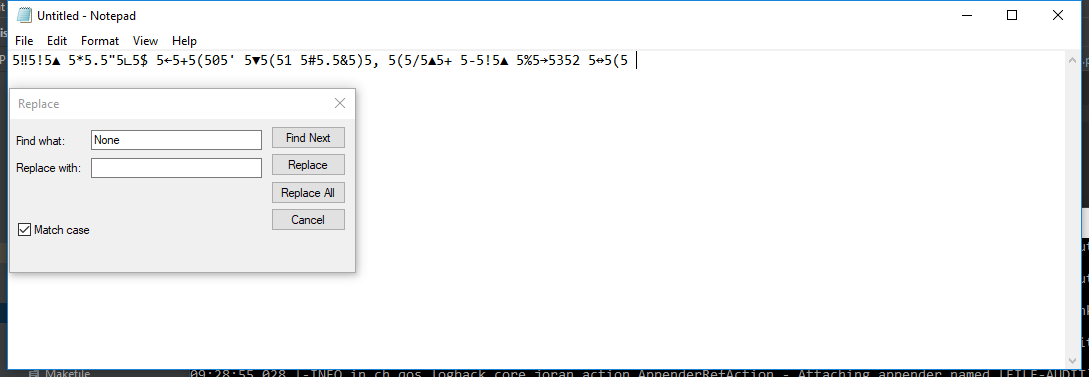 Untitled - Notepad
File Edit Format View Help
5‼5!5▲ 5*5.5"5∟5$ 5←5+5(505' 5▼5(51 5#5.5&5)5, 5(5/5▲5+ 5-5!5▲ 5%5→5352 5↔5(5
Replace
Find what: None Find Next
Replace with: Replace
Replace All
Cancel
Match case
Makefile 09:28:55,028 |-INFO in ch.qos.logback.core.joran.action.AppenderRefAction - Attaching appender named [FILE-AUDIT